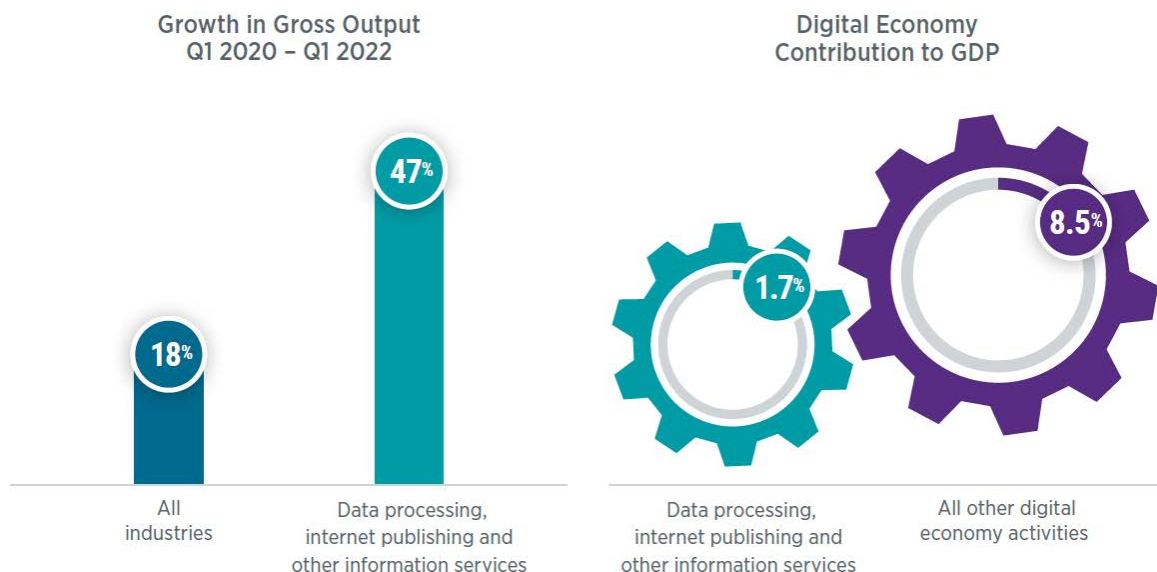 Growth in Gross Output
Q1 2020 – Q1 2022
47%
18%
All
industries
Data processing,
internet publishing and
other information services
Digital Economy
Contribution to GDP
1.7%
8.5%
Data processing,
internet publishing and
other information services
All other digital
economy activities